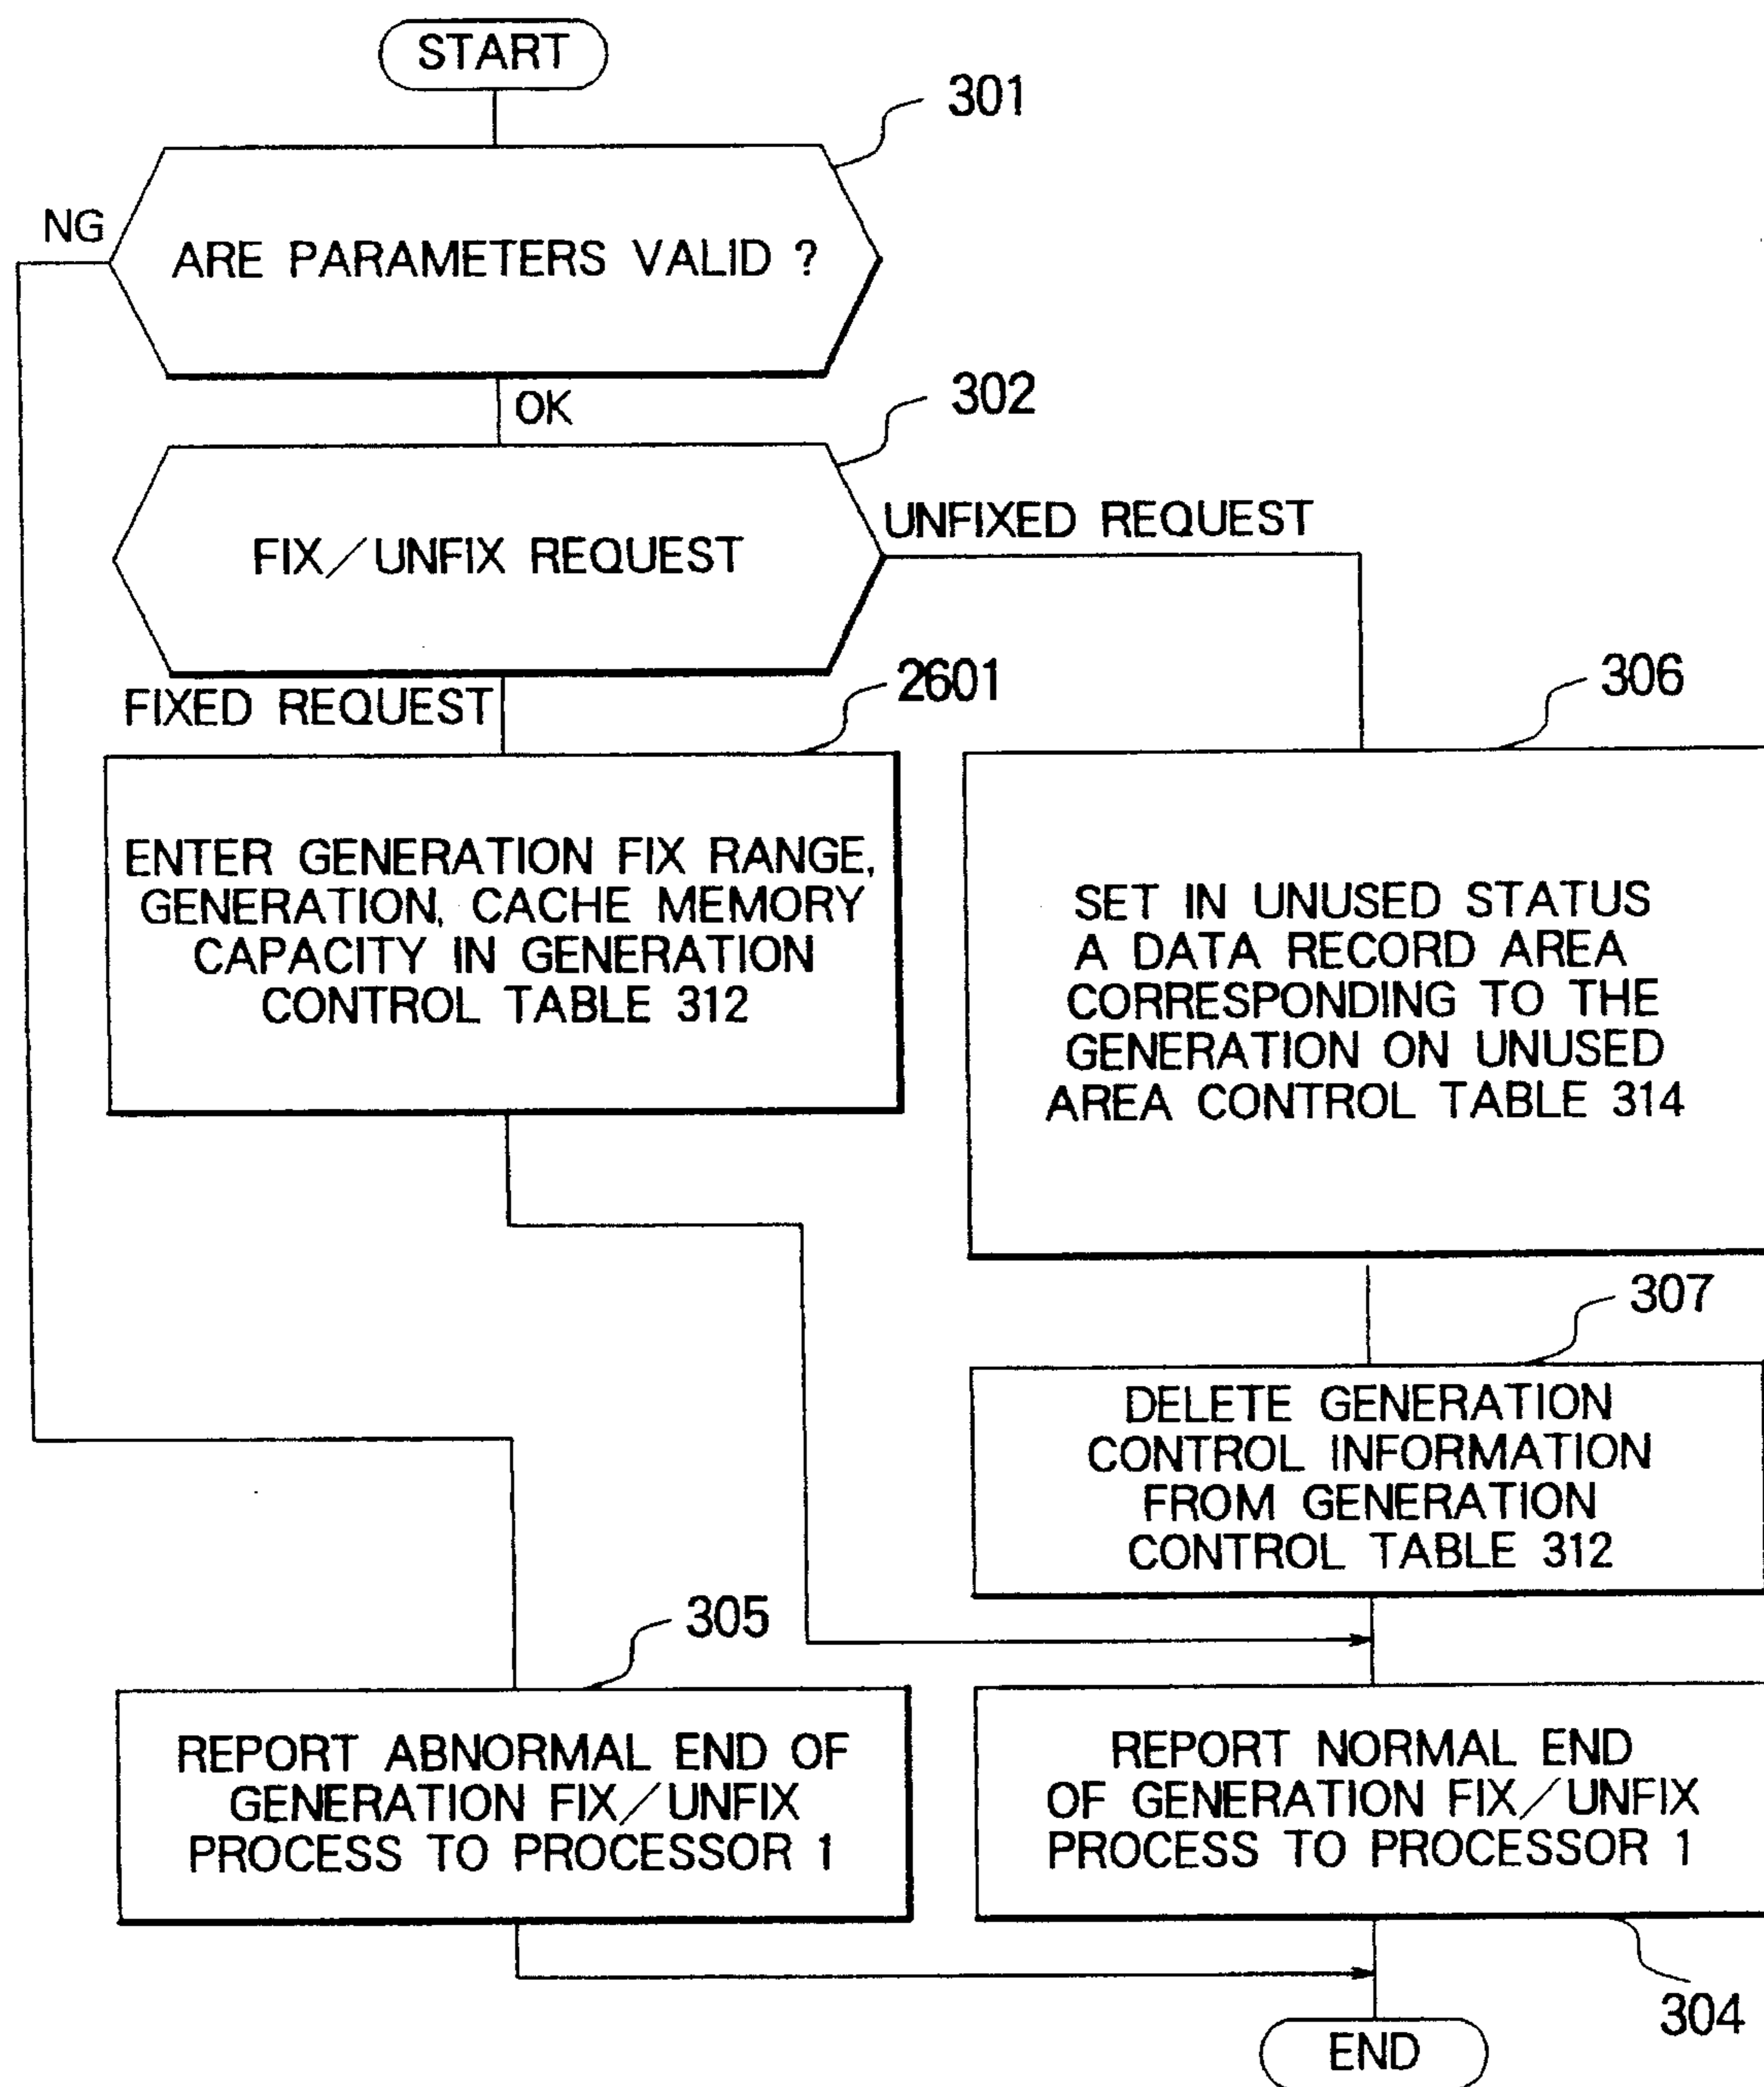 START
301
NG
ARE PARAMETERS VALID ?
OK
302
FIX/UNFIX REQUEST
UNFIXED REQUEST
FIXED REQUEST
2601
306
ENTER GENERATION FIX RANGE,
GENERATION, CACHE MEMORY
CAPACITY IN GENERATION
CONTROL TABLE 312
SET IN UNUSED STATUS
A DATA RECORD AREA
CORRESPONDING TO THE
GENERATION ON UNUSED
AREA CONTROL TABLE 314
307
DELETE GENERATION
CONTROL INFORMATION
FROM GENERATION
CONTROL TABLE 312
305
REPORT ABNORMAL END OF
GENERATION FIX/UNFIX
PROCESS TO PROCESSOR 1
REPORT NORMAL END
OF GENERATION FIX/UNFIX
PROCESS TO PROCESSOR 1
304
END